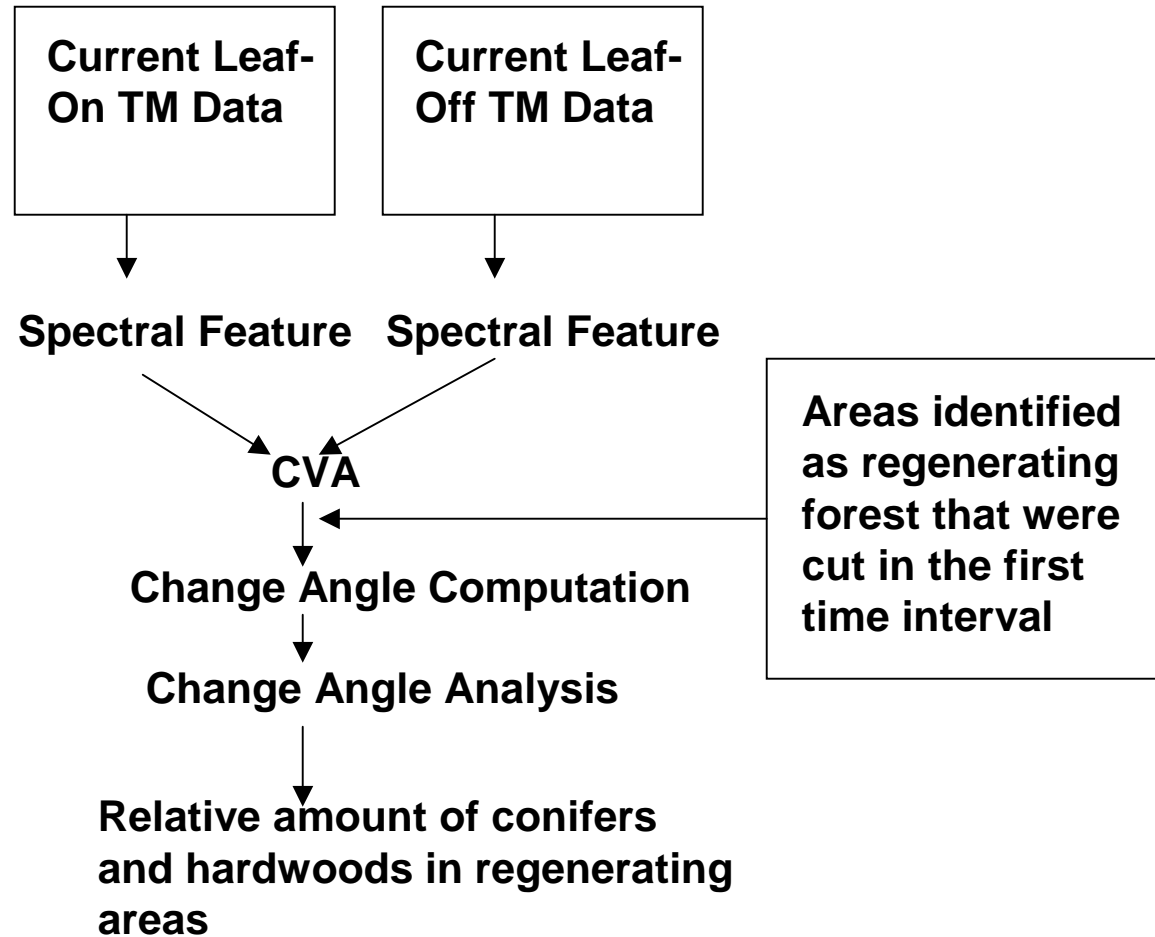 Current Leaf-
On TM Data
Current Leaf-
Off TM Data
Spectral Feature
Spectral Feature
CVA
Areas identified
as regenerating
forest that were
cut in the first
time interval
Change Angle Computation
Change Angle Analysis
Relative amount of conifers
and hardwoods in regenerating
areas